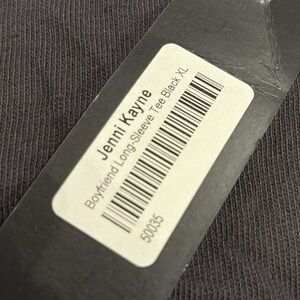 Jenni Kayne
Boyfriend Long-Sleeve Tee Black XL
50035